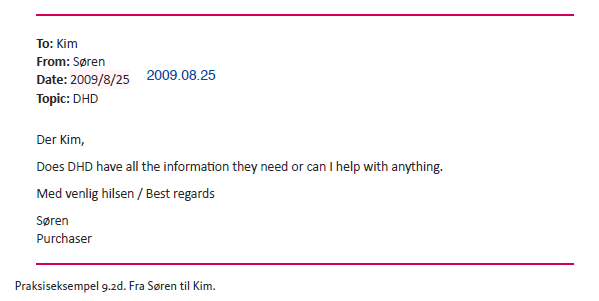 To: Kim
From: Søren
Date: 2009/8/25 2009.08.25
Topic: DHD
Der Kim,
Does DHD have all the information they need or can I help with anything.
Med venlig hilsen / Best regards
Søren
Purchaser
Praksiseksempel 9.2d. Fra Søren til Kim.